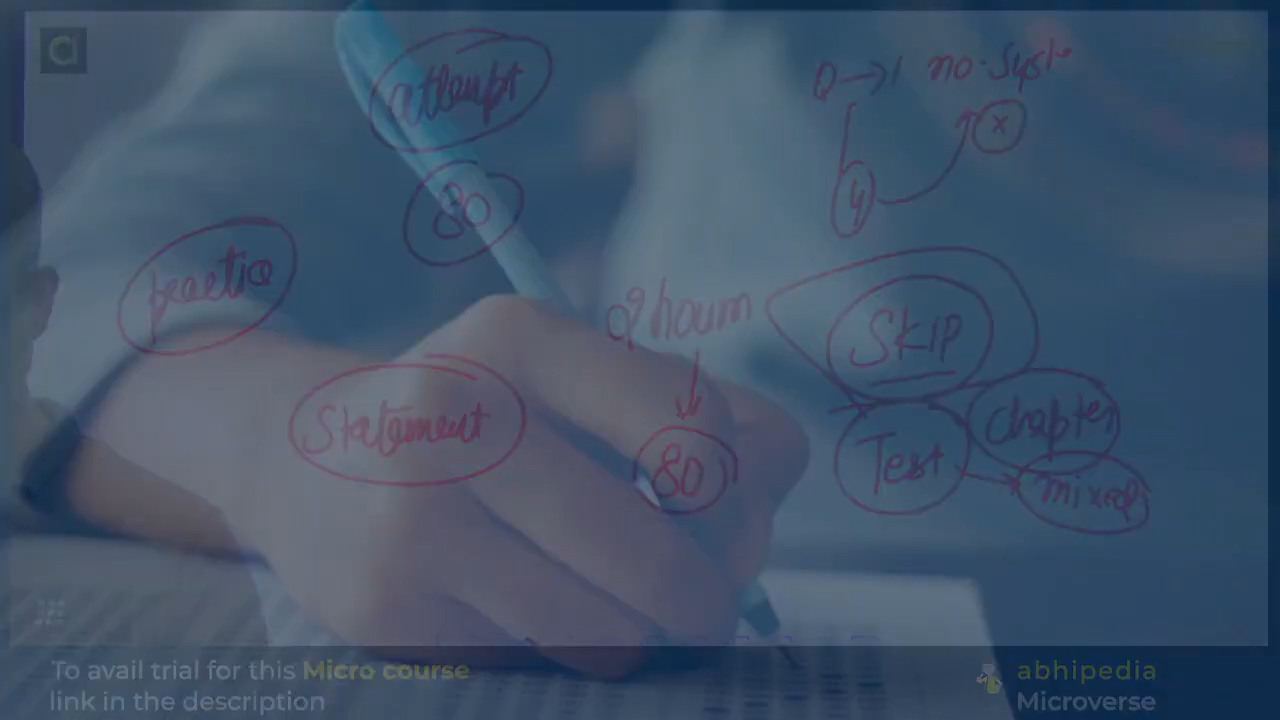 attempt
80
Q → 1 no. Syste
x
4
practice
2 hours
80
SKIP
Statement
Test
Chapter
mixed
To avail trial for this Micro course
link in the description
abhipedia
Microverse